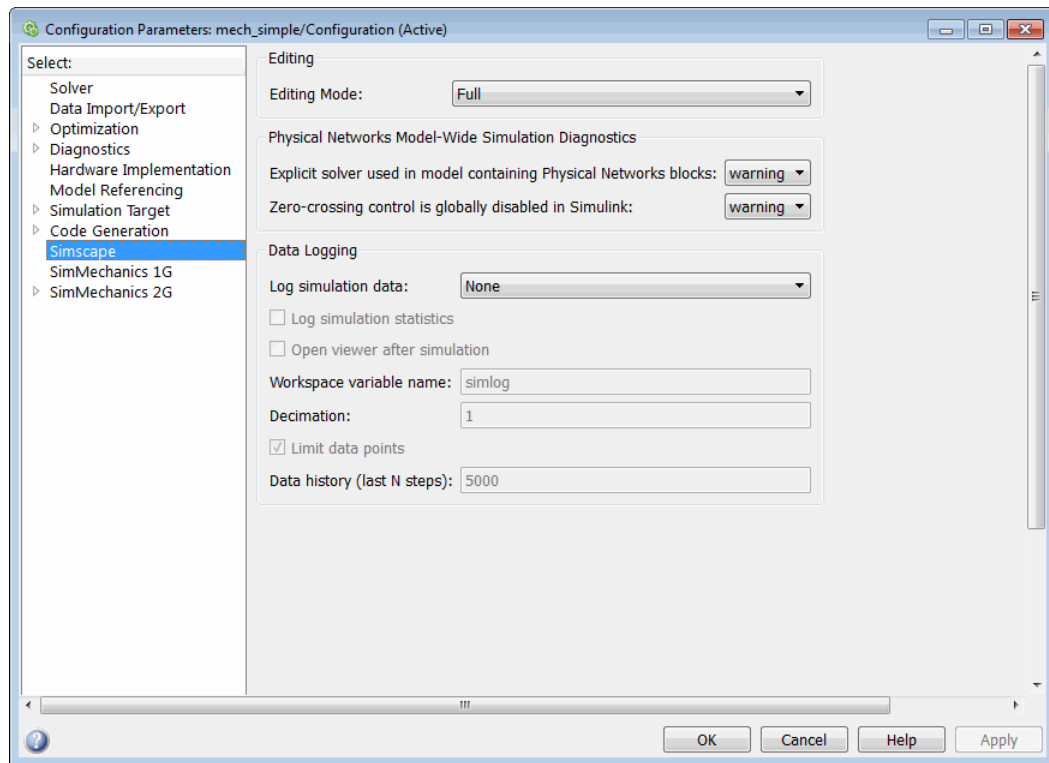 Configuration Parameters: mech_simple/Configuration (Active)
Select:
Solver
Data Import/Export
Optimization
Diagnostics
Hardware Implementation
Model Referencing
Simulation Target
Code Generation
Simscape
SimMechanics 1G
SimMechanics 2G
Editing
Editing Mode: Full
Physical Networks Model-Wide Simulation Diagnostics
Explicit solver used in model containing Physical Networks blocks: warning
Zero-crossing control is globally disabled in Simulink: warning
Data Logging
Log simulation data: None
Log simulation statistics
Open viewer after simulation
Workspace variable name: simlog
Decimation: 1
Limit data points
Data history (last N steps): 5000
OK Cancel Help Apply